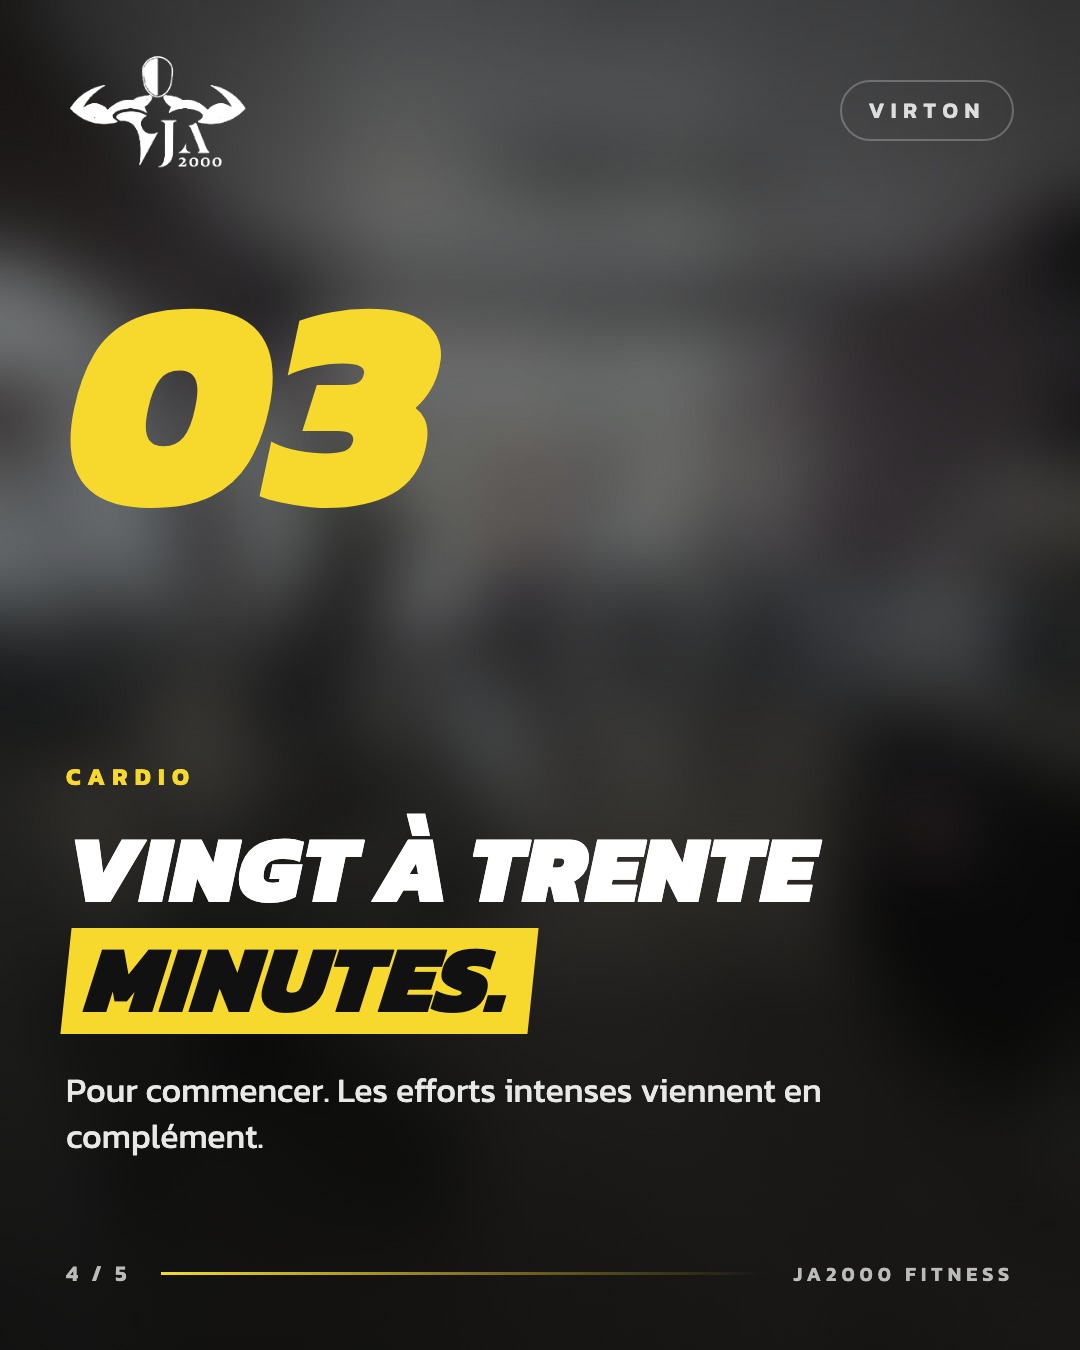 JA
2000
VIRTON
03
CARDIO
VINGT À TRENTE
MINUTES.
Pour commencer. Les efforts intenses viennent en
complément.
4 / 5
JA2000 FITNESS